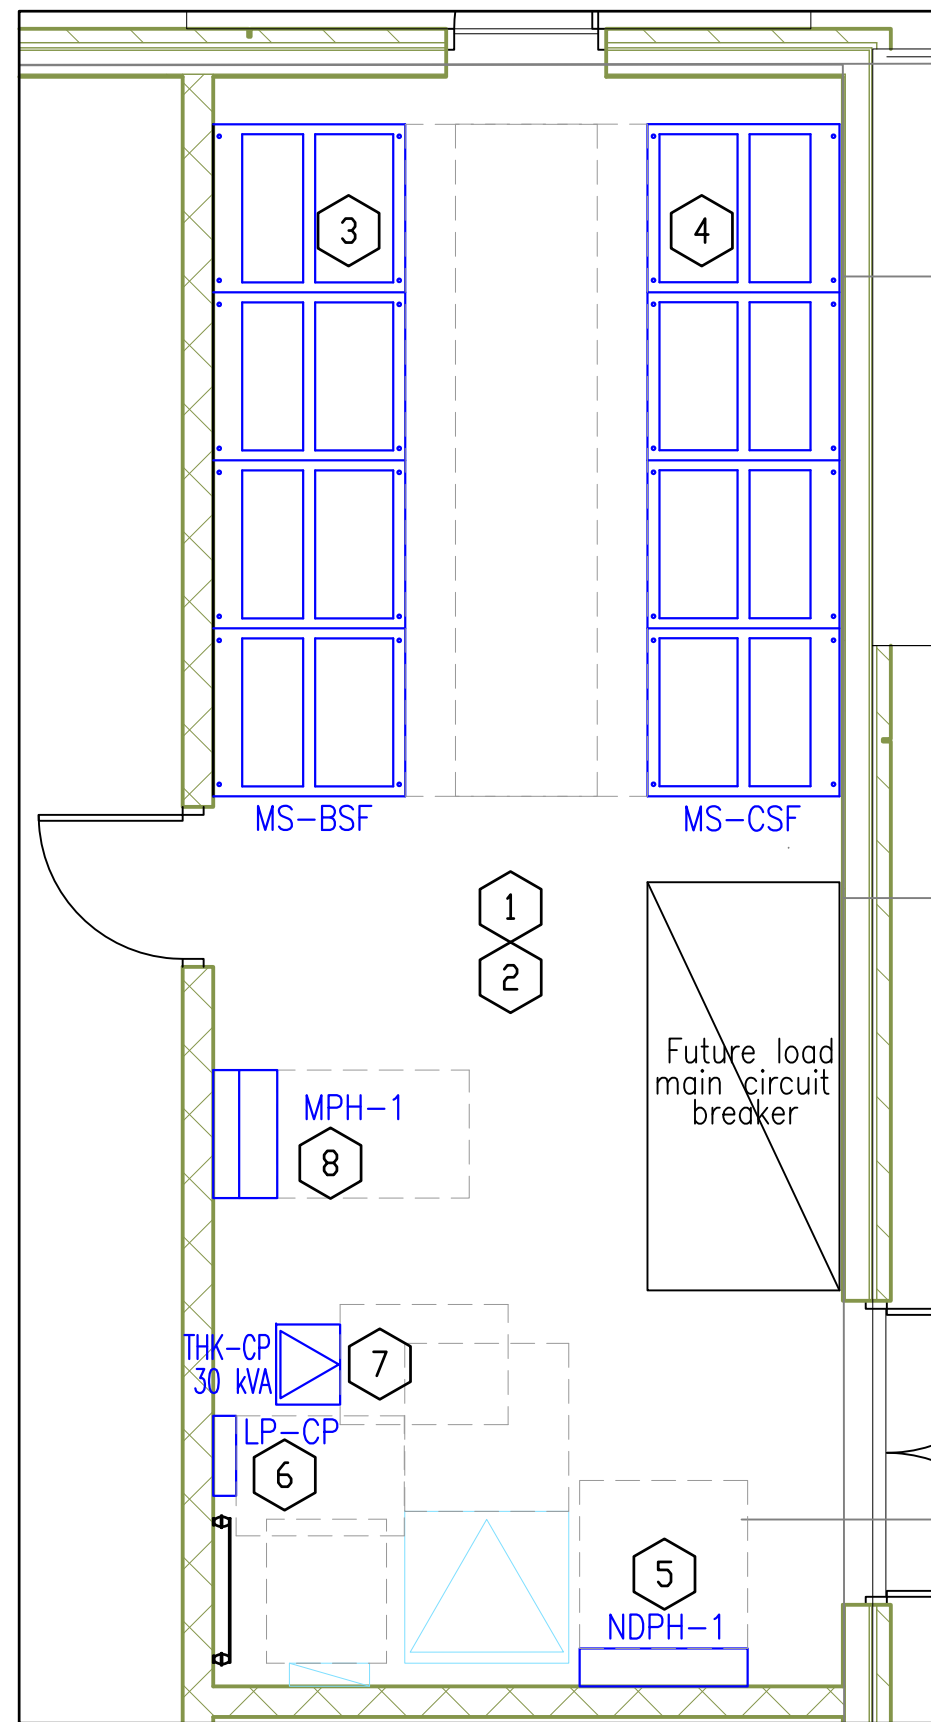 3
4
MS-BSF
MS-CSF
1
2
Future load
main circuit
breaker
MPH-1
8
THK-CP
30 kVA
7
LP-CP
6
5
NDPH-1